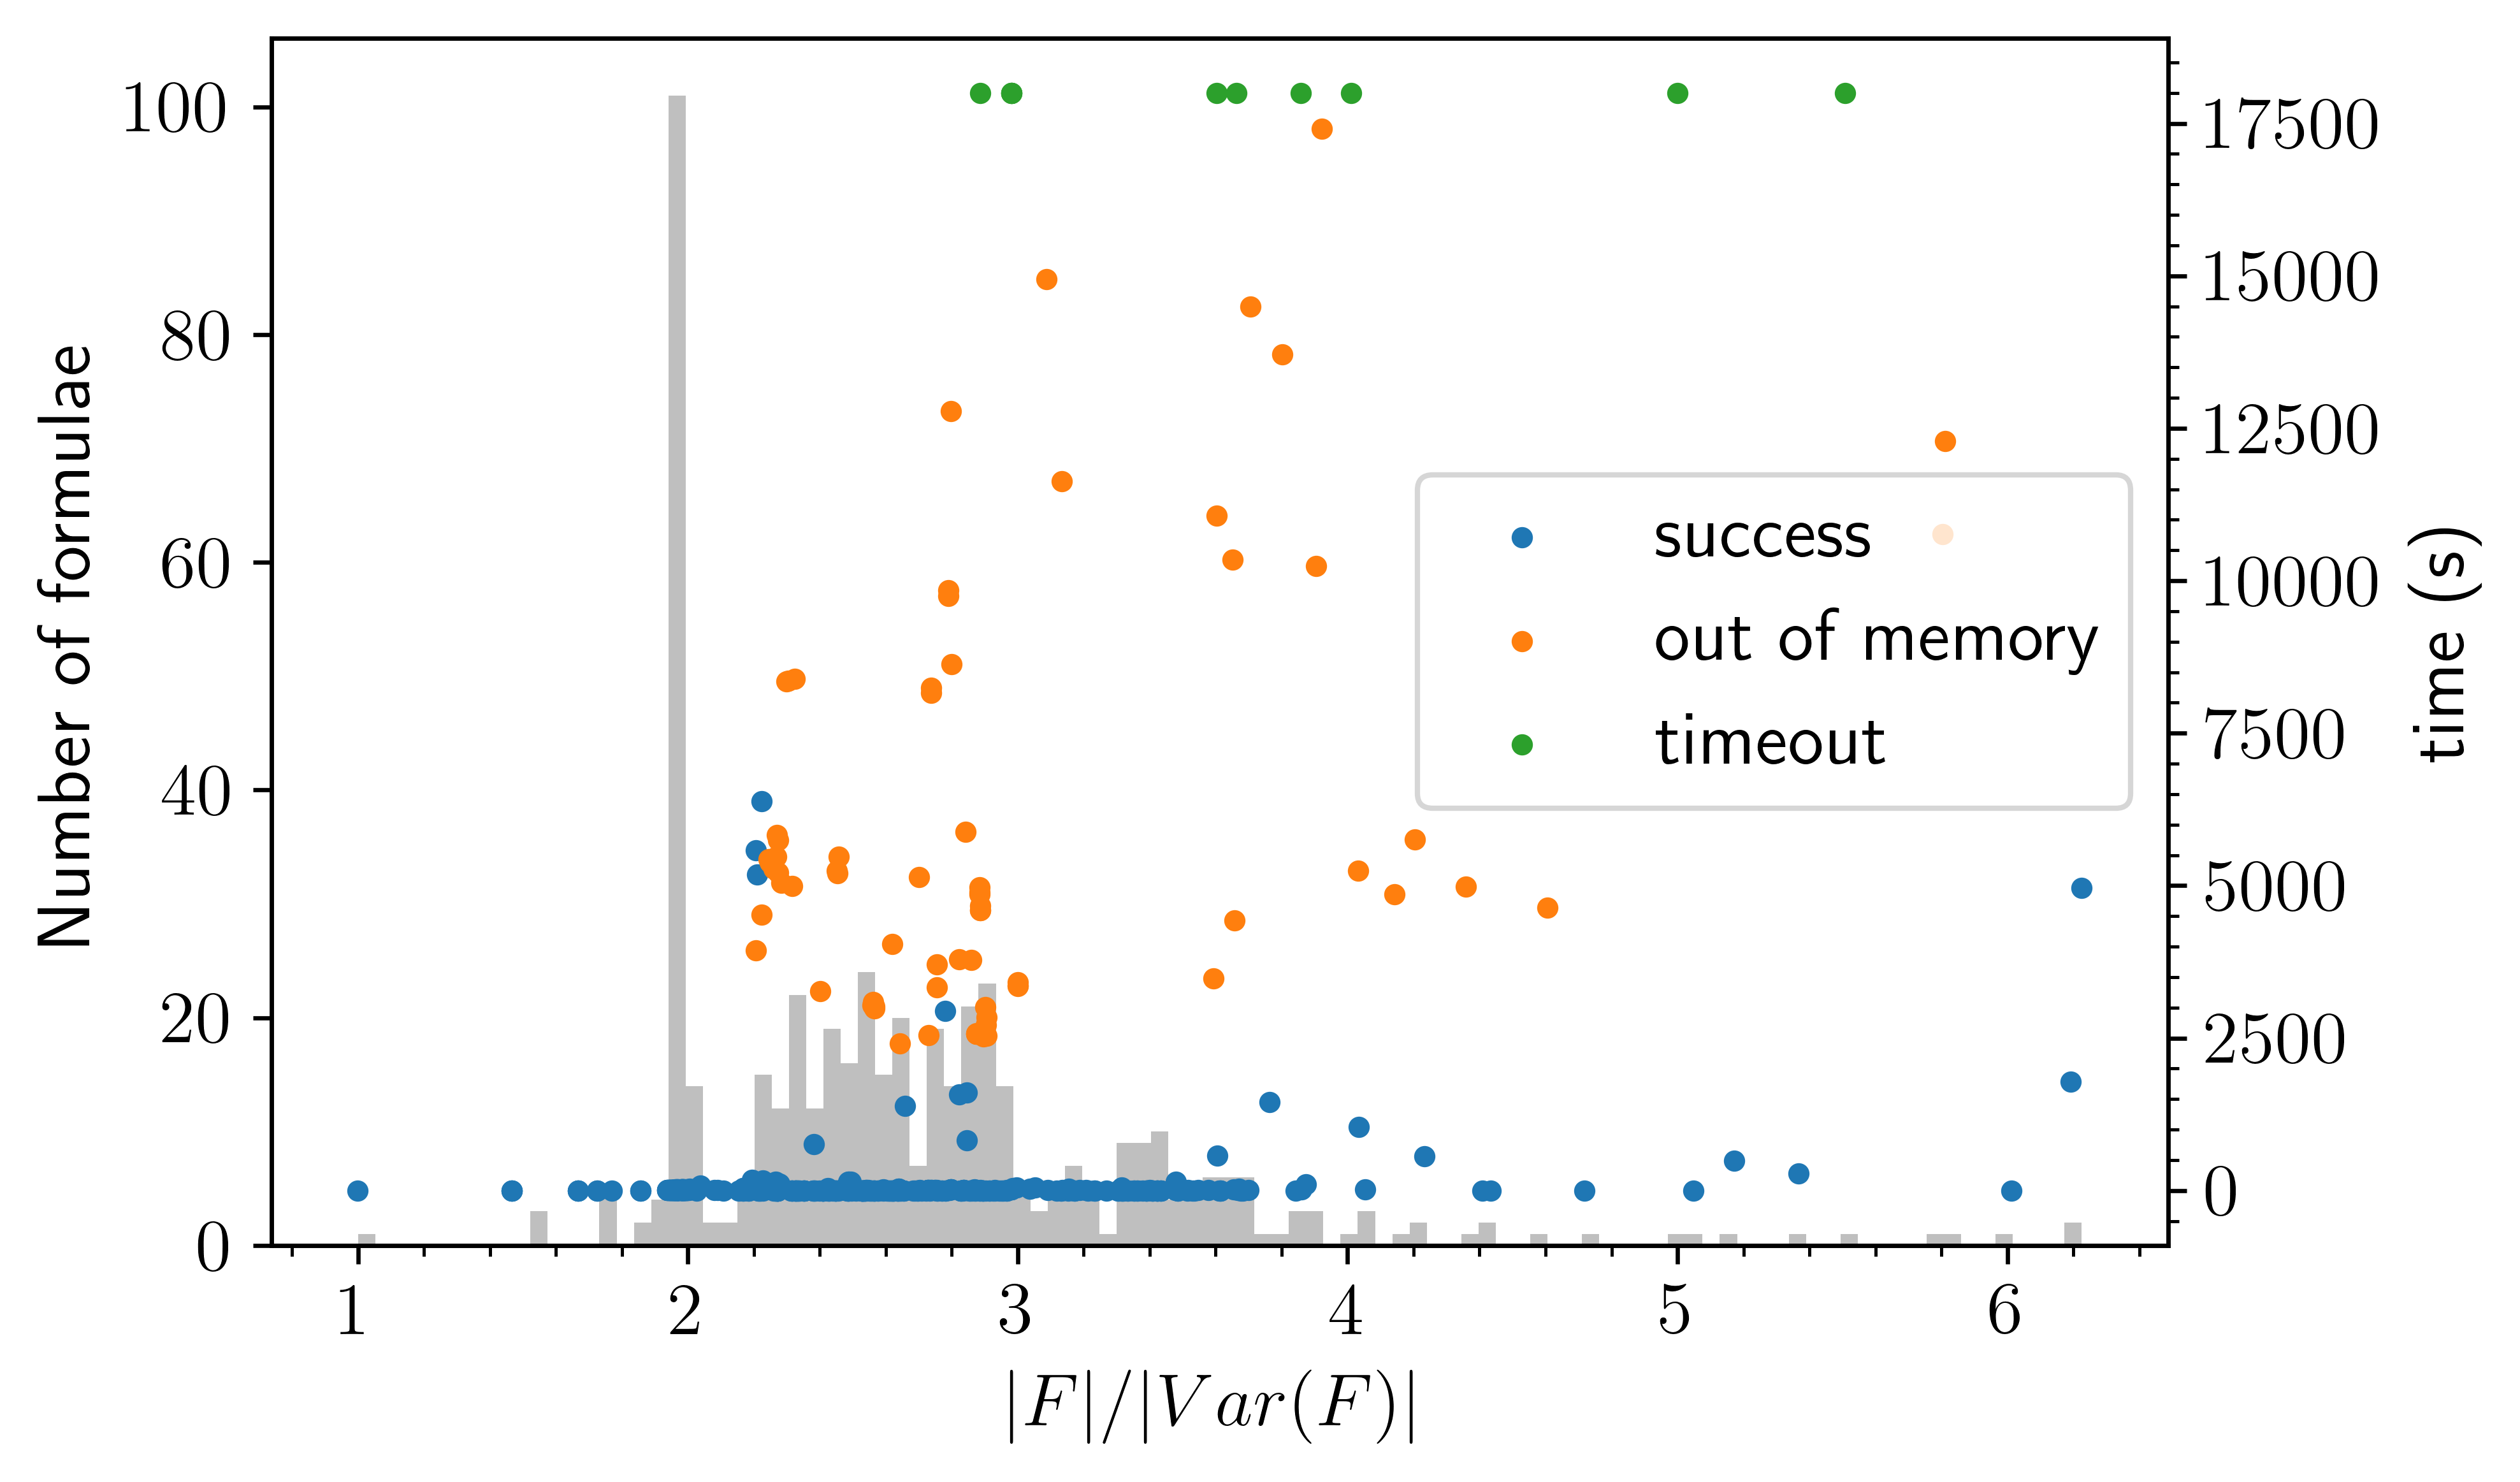 Number of formulae
100
80
60
40
20
0
1 2 3 4 5 6
|F|/|Var(F)|
success
out of memory
timeout
17500
15000
12500
10000
7500
5000
2500
0
time (s)